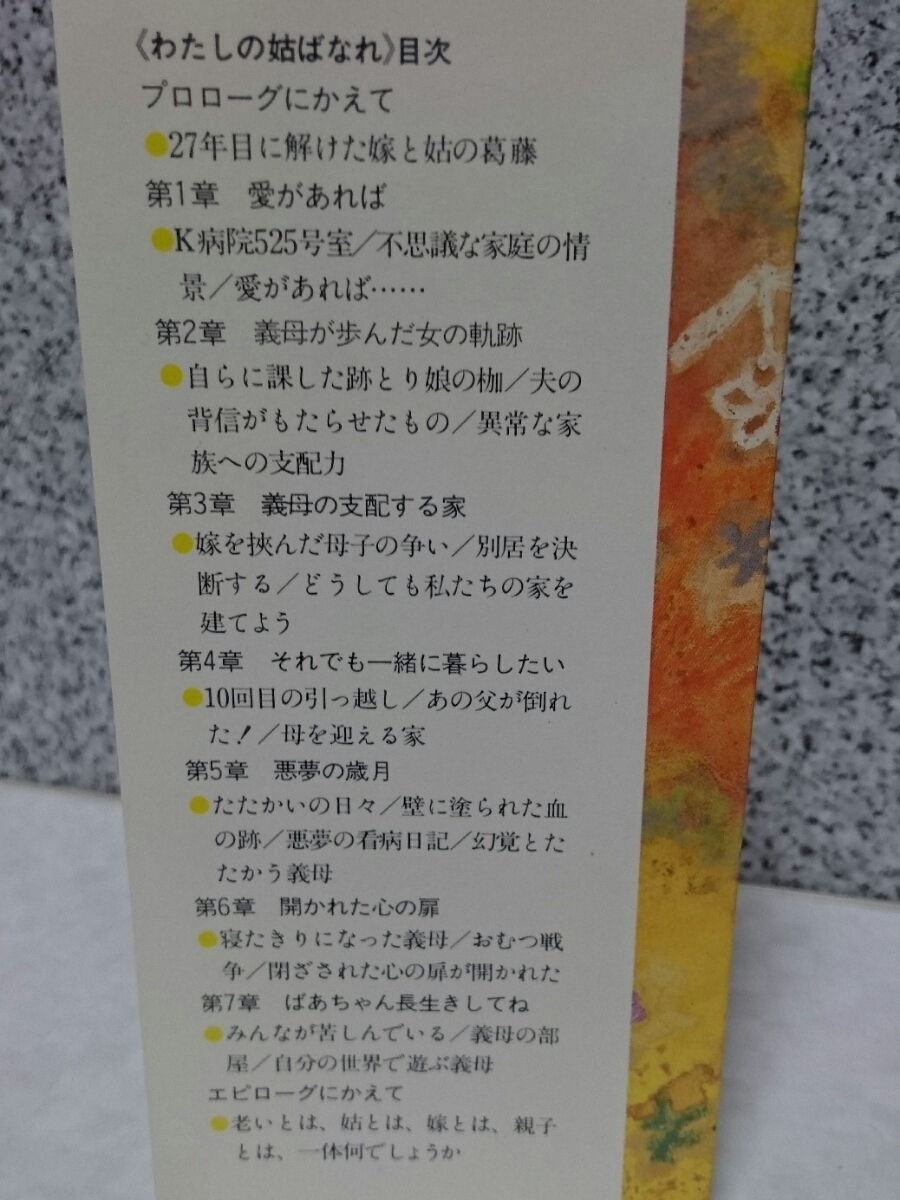 《わたしの姑ばなれ》目次
プロローグにかえて
●27年目に解けた嫁と姑の葛藤
第1章 愛があれば
●K病院525号室／不思議な家庭の情
景／愛があれば……
第2章 義母が歩んだ女の軌跡
●自らに課した跡とり娘の枷／夫の
背信がもたらせたもの／異常な家
族への支配力
第3章 義母の支配する家
●嫁を挾んだ母子の争い／別居を決
断する／どうしても私たちの家を
建てよう
第4章 それでも一緒に暮らしたい
●10回目の引っ越し／あの父が倒れ
た！／母を迎える家
第5章 悪夢の歳月
●たたかいの日々／壁に塗られた血
の跡／悪夢の看病日記／幻覚とた
たかう義母
第6章 開かれた心の扉
●寝たきりになった義母／おむつ戦
争／閉ざされた心の扉が開かれた
第7章 ばあちゃん長生きしてね
●みんなが苦しんでいる／義母の部
屋／自分の世界で遊ぶ義母
エピローグにかえて
●老いとは、姑とは、嫁とは、親子
とは、一体何でしょうか